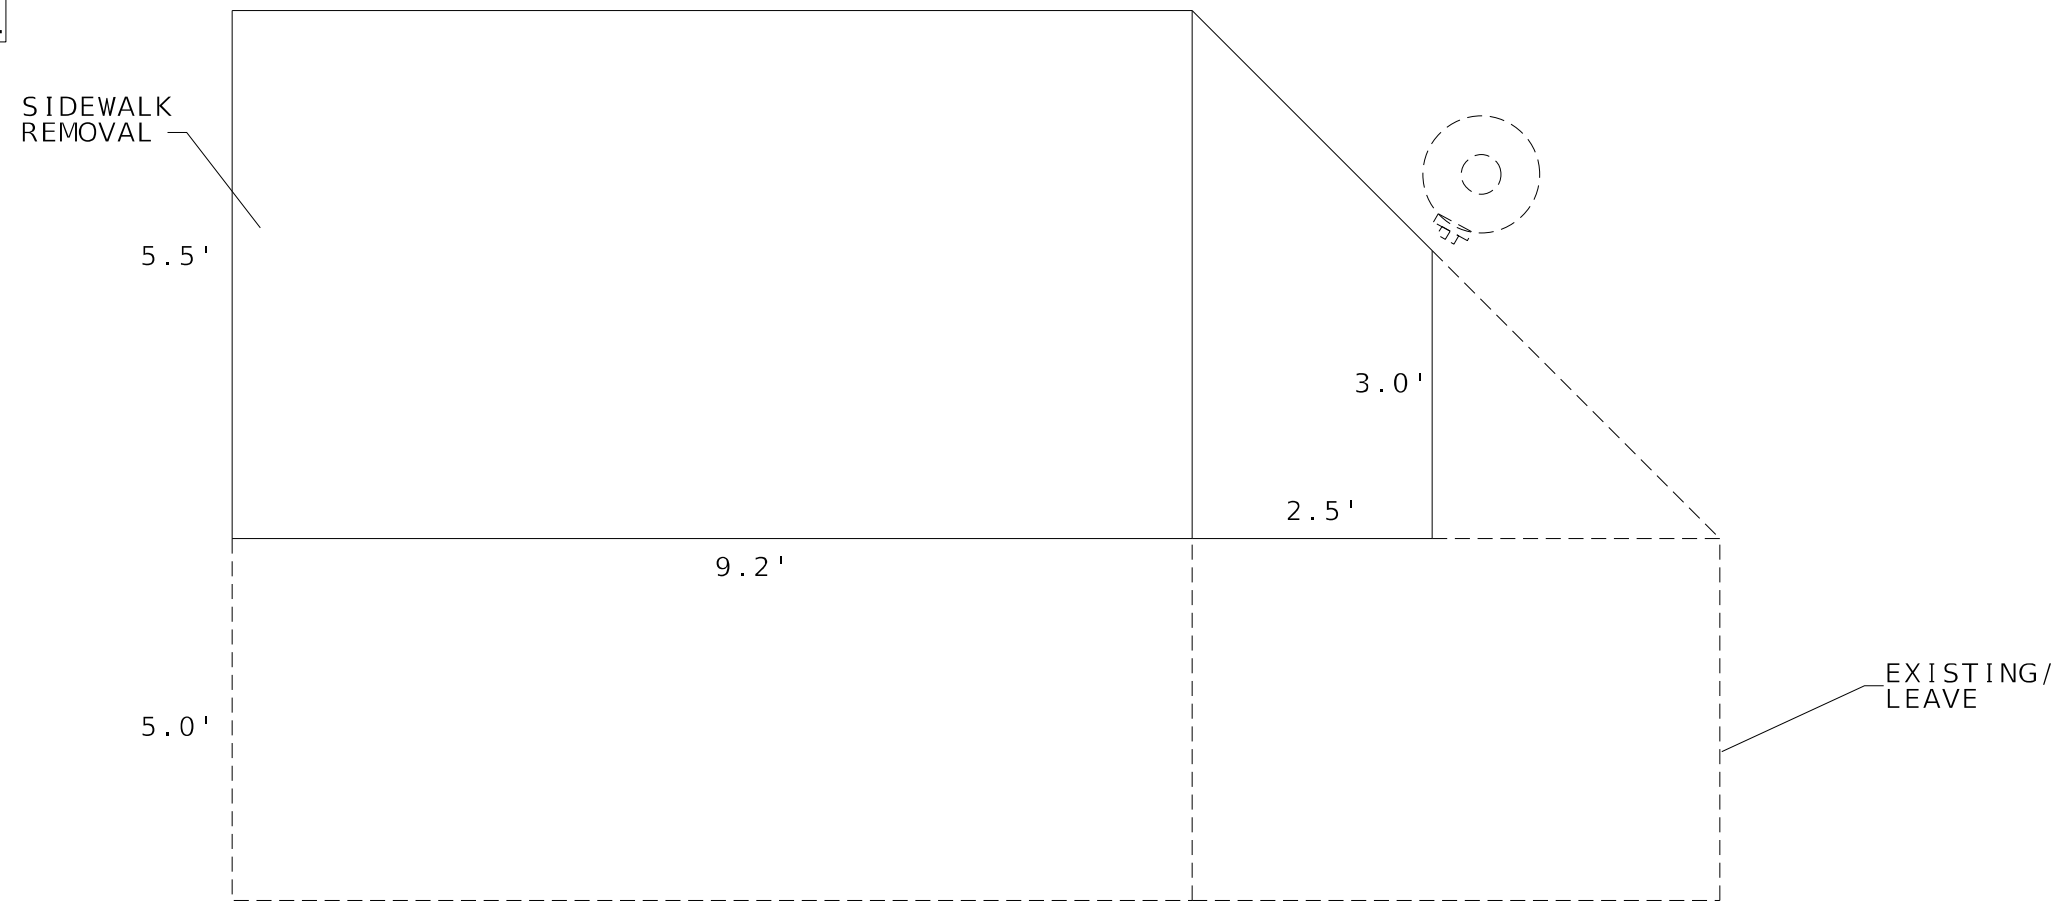 SIDEWALK
REMOVAL
5.5'
3.0'
2.5'
9.2'
5.0'
EXISTING/
LEAVE